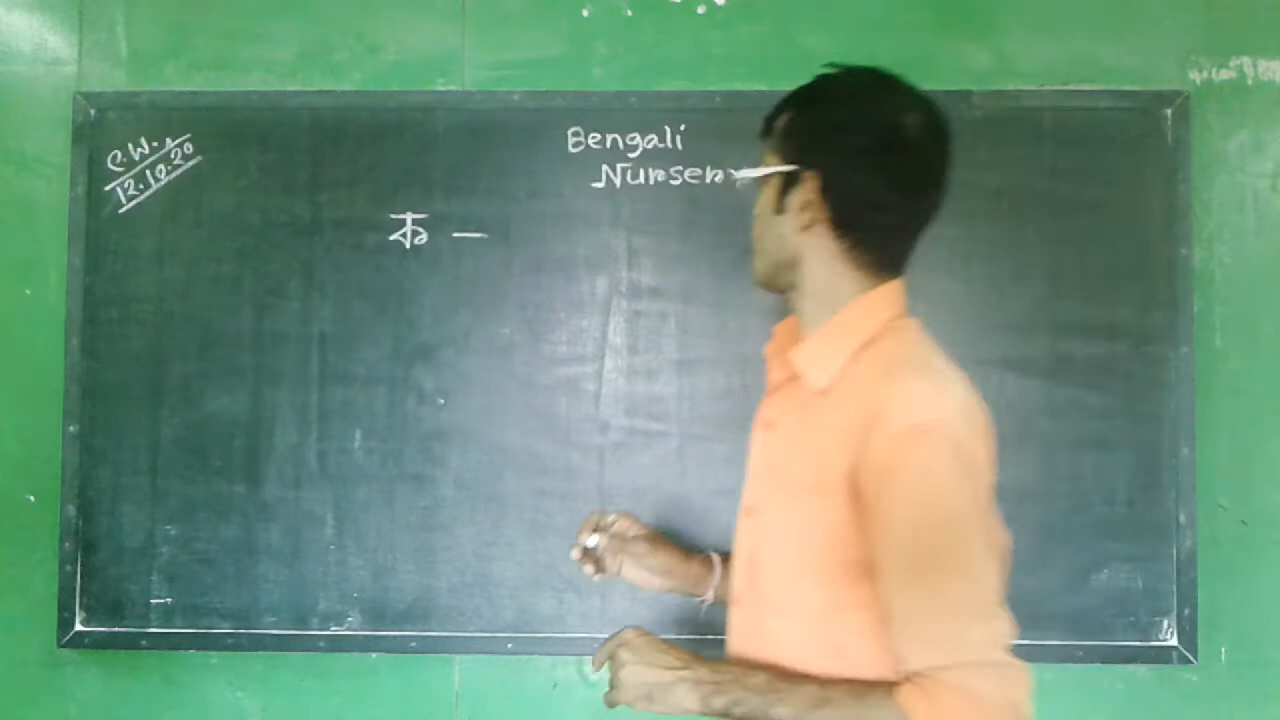 C.W.
12.10.20
Bengali
Nursery
ক –